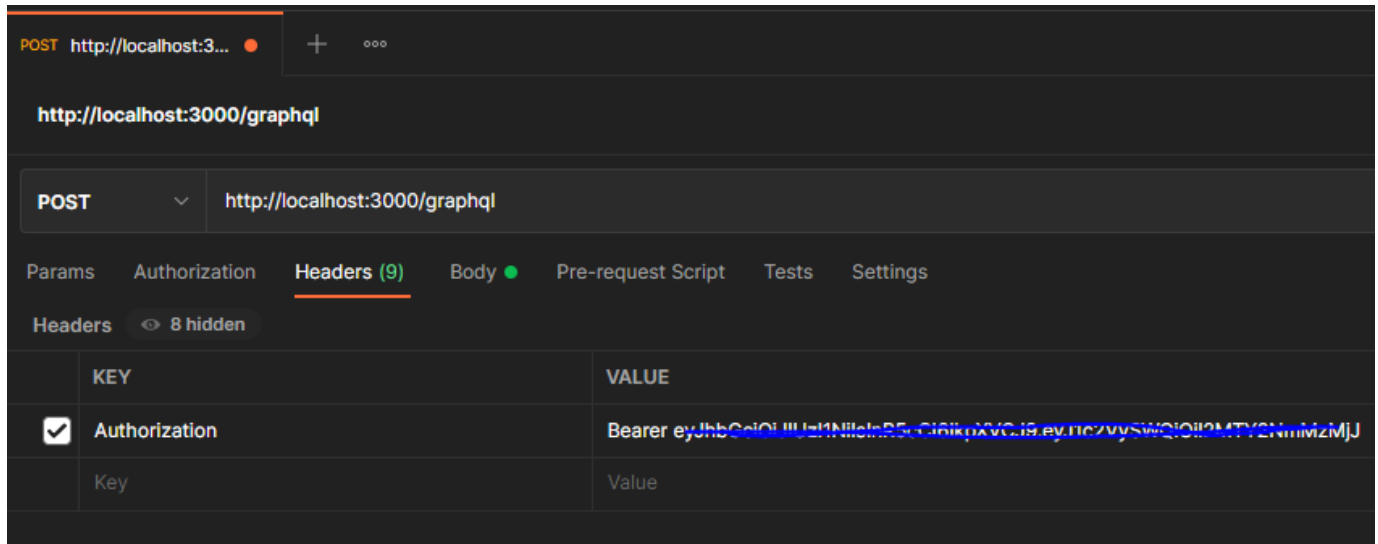 POST http://localhost:3...
http://localhost:3000/graphql
POST http://localhost:3000/graphql
Params Authorization Headers (9) Body Pre-request Script Tests Settings
Headers 8 hidden
KEY VALUE
Authorization Bearer
Key Value